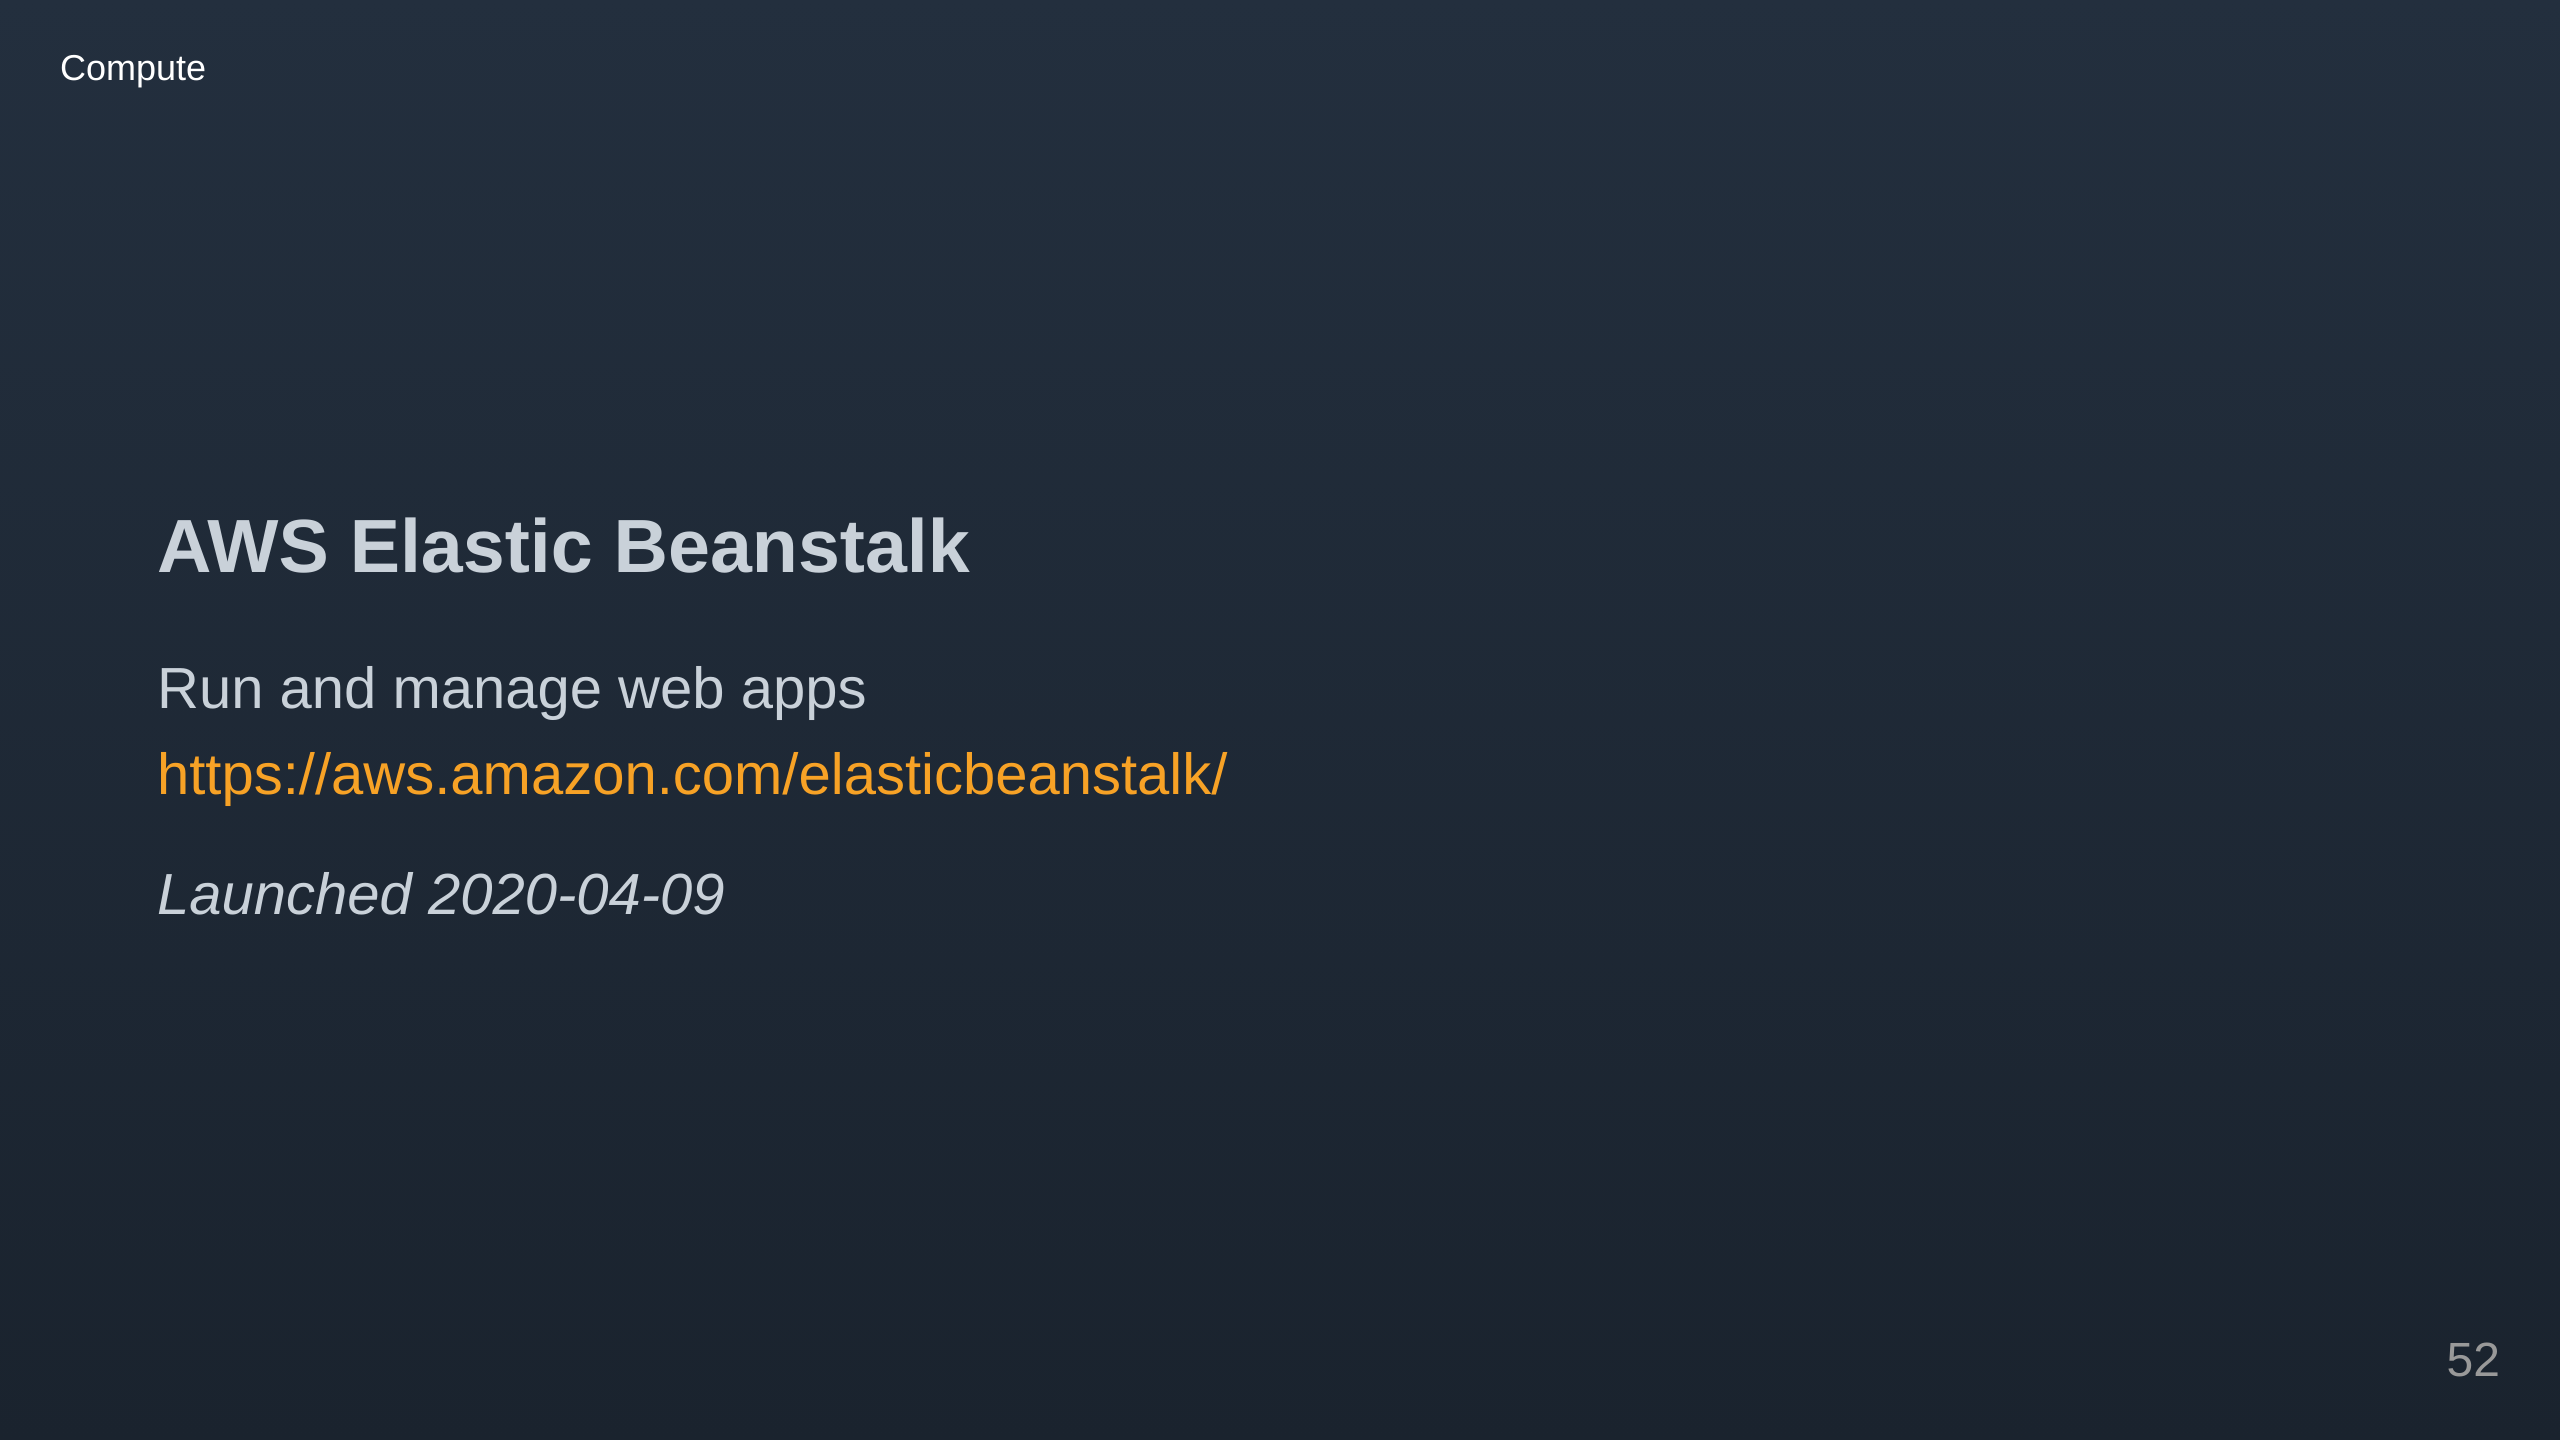 Compute
AWS Elastic Beanstalk
Run and manage web apps
https://aws.amazon.com/elasticbeanstalk/
Launched 2020-04-09
52